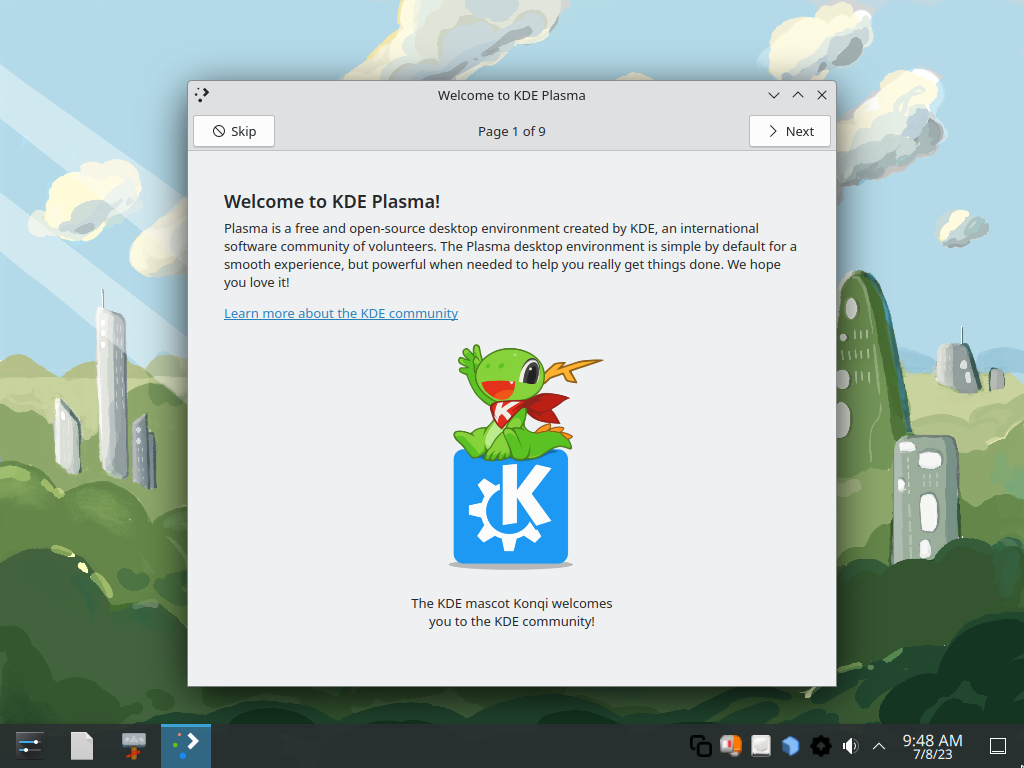 Welcome to KDE Plasma
Skip
Page 1 of 9
Next
Welcome to KDE Plasma!
Plasma is a free and open-source desktop environment created by KDE, an international
software community of volunteers. The Plasma desktop environment is simple by default for a
smooth experience, but powerful when needed to help you really get things done. We hope
you love it!
Learn more about the KDE community
K
K
The KDE mascot Konqi welcomes
you to the KDE community!
9:48 AM
7/8/23